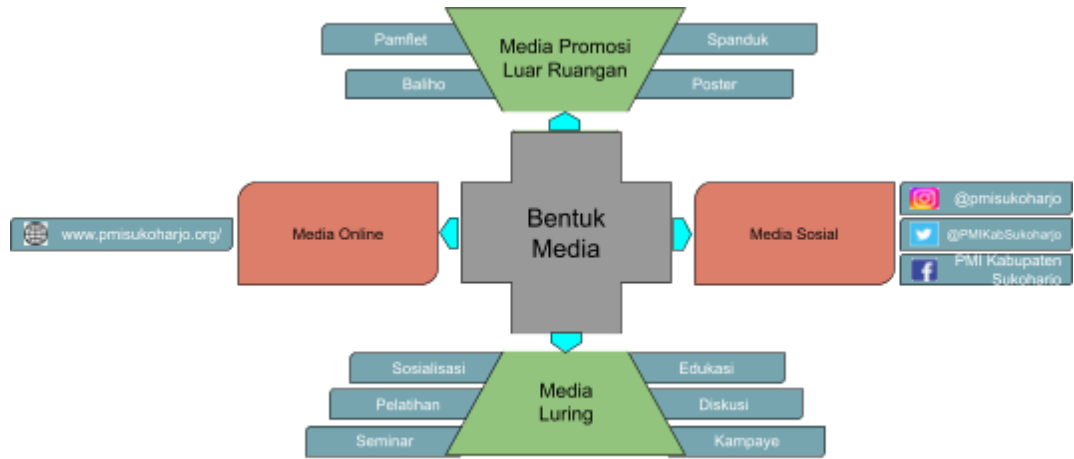 Pamflet
Baliho
Media Promosi
Luar Ruangan
Spanduk
Poster
www.pmisukoharjo.org/
Media Online
Bentuk
Media
Media Sosial
@pmisukoharjo
@PMIKabSukoharjo
PMI Kabupaten
Sukoharjo
Sosialisasi
Pelatihan
Seminar
Media
Luring
Edukasi
Diskusi
Kampaye